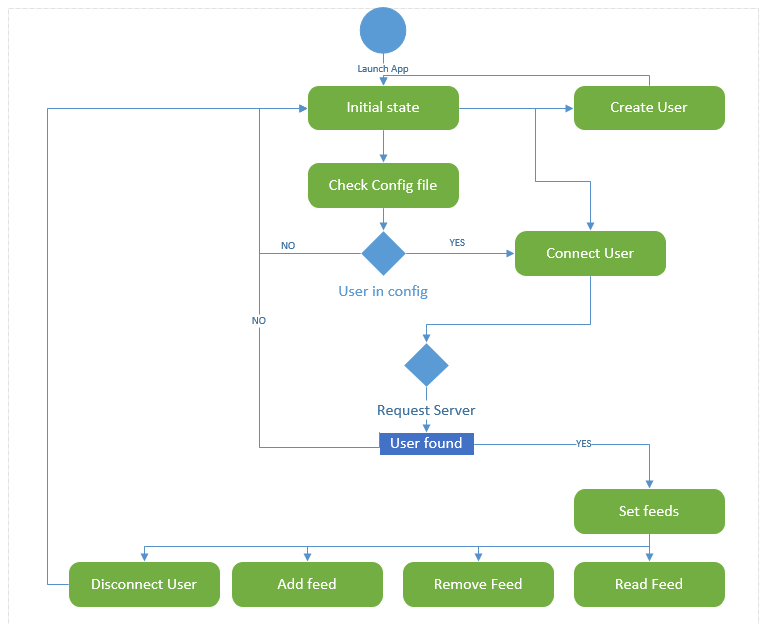 Launch App
Initial state
Create User
Check Config file
NO
YES
Connect User
User in config
NO
Request Server
User found
YES
Set feeds
Disconnect User
Add feed
Remove Feed
Read Feed